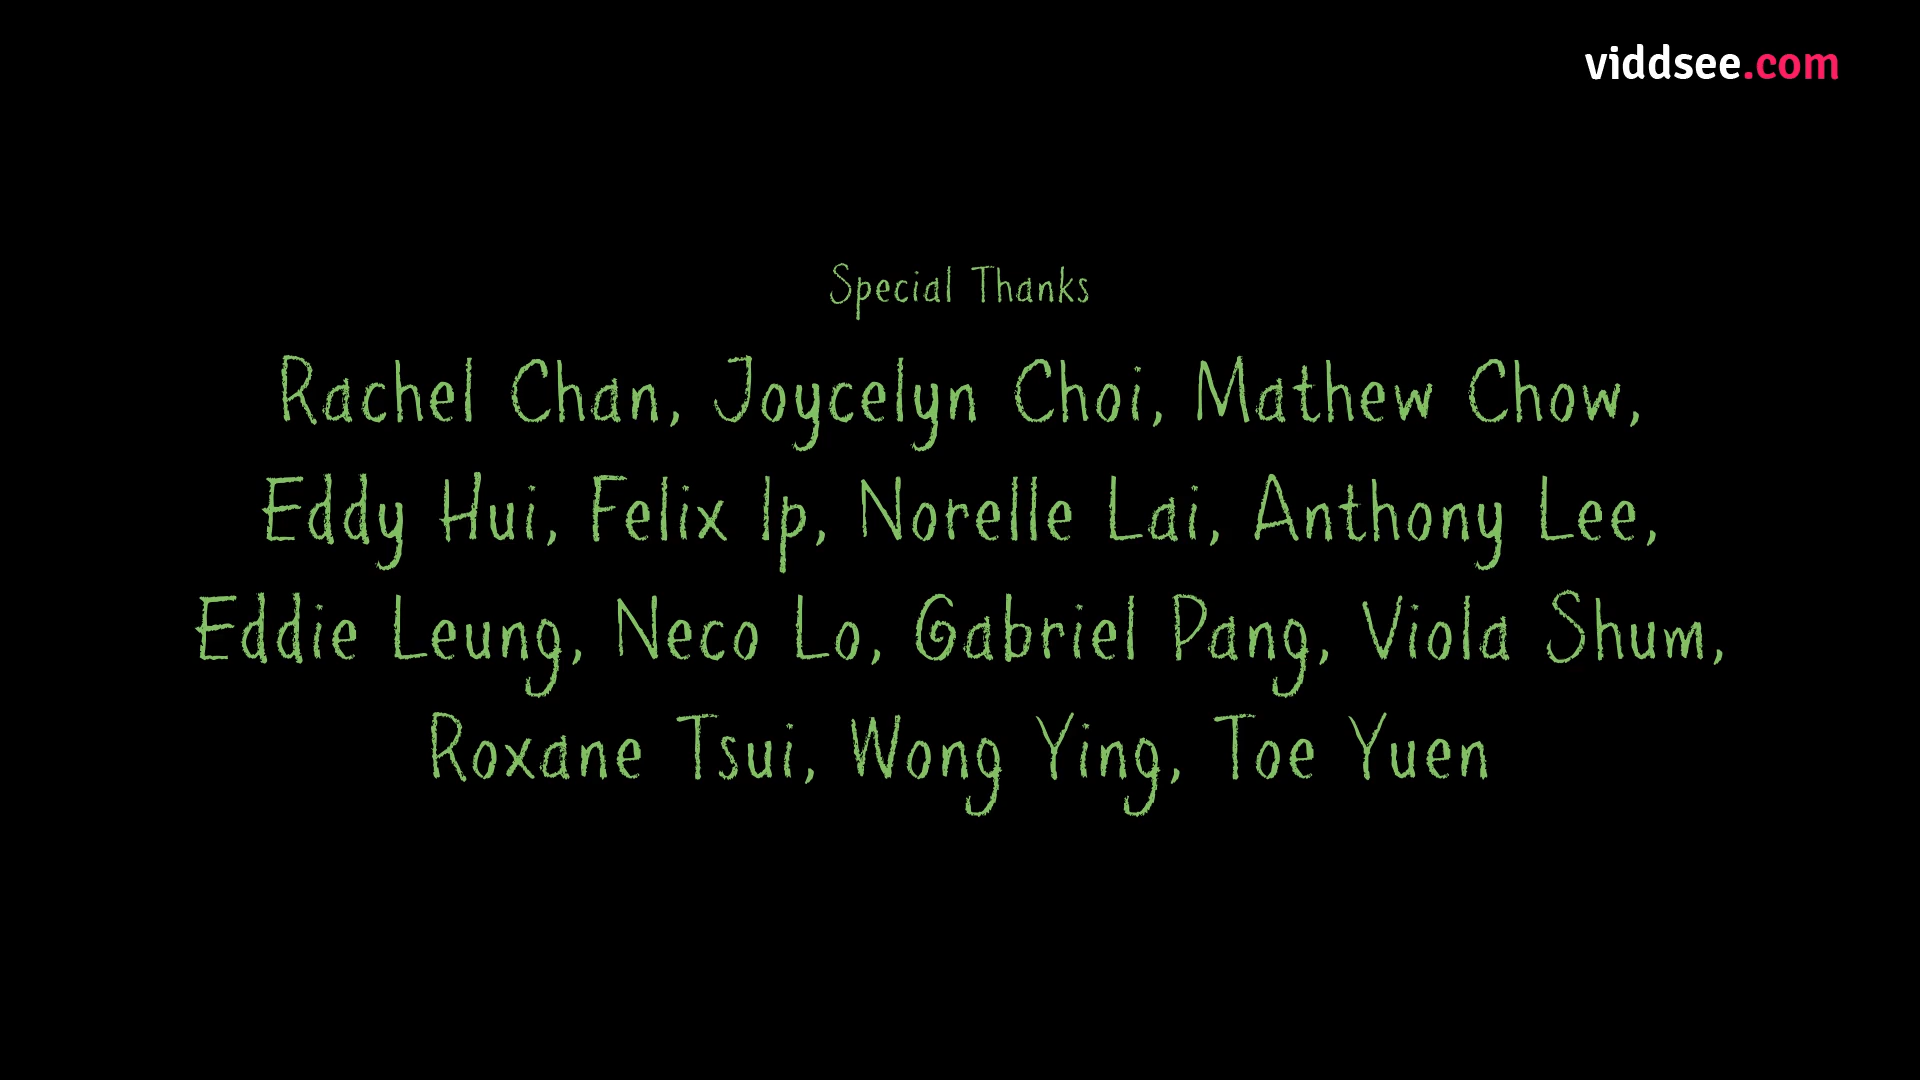 viddsee.com
Special Thanks
Rachel Chan, Joycelyn Choi, Mathew Chow,
Eddy Hui, Felix Ip, Norelle Lai, Anthony Lee,
Eddie Leung, Neco Lo, Gabriel Pang, Viola Shum,
Roxane Tsui, Wong Ying, Toe Yuen